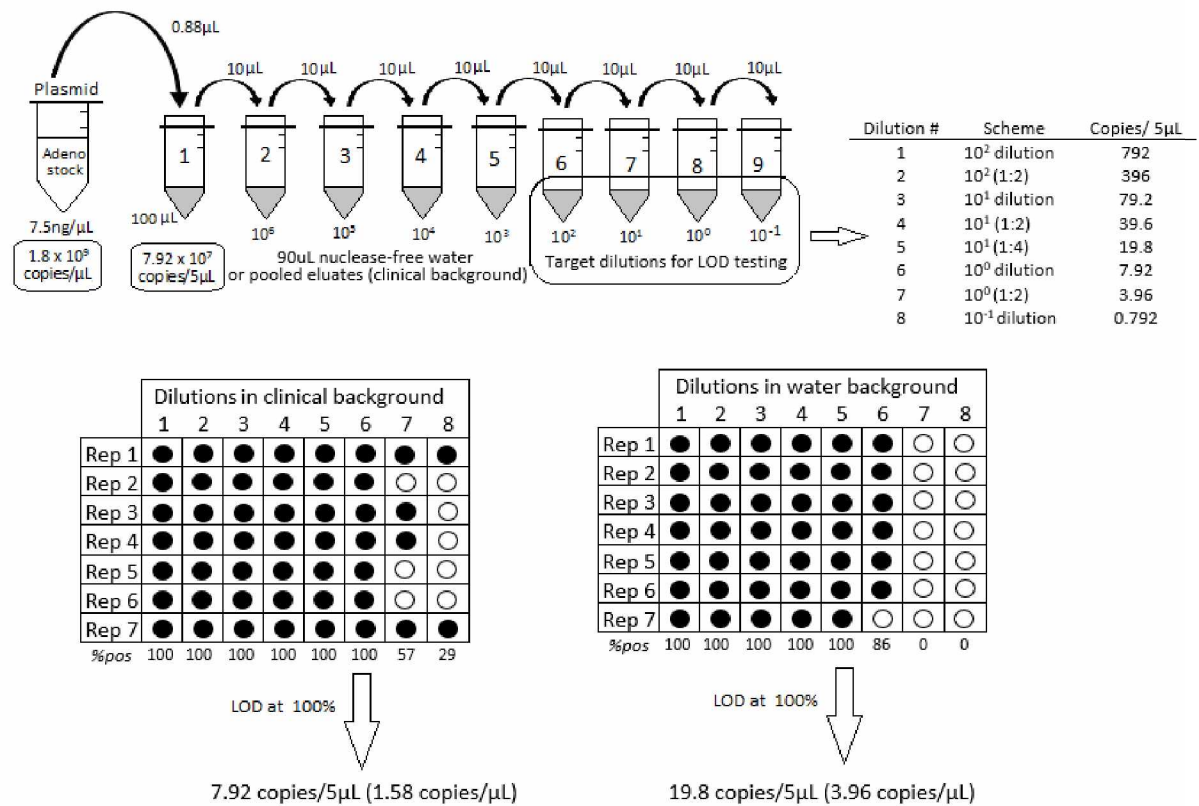 0.88µL
10µL 10µL 10µL 10µL 10µL 10µL 10µL 10µL
Plasmid
Adeno
stock
1 2 3 4 5 6 7 8 9
7.5ng/µL
1.8 x 10⁹
copies/µL
100 µL
7.92 x 10⁷
copies/5µL
10⁶ 10⁵ 10⁴ 10³ 10² 10¹ 10⁰ 10⁻¹
90uL nuclease-free water
or pooled eluates (clinical background)
Target dilutions for LOD testing
Dilution # Scheme Copies/ 5µL
1 10² dilution 792
2 10² (1:2) 396
3 10¹ dilution 79.2
4 10¹ (1:2) 39.6
5 10¹ (1:4) 19.8
6 10⁰ dilution 7.92
7 10⁰ (1:2) 3.96
8 10⁻¹ dilution 0.792
Dilutions in clinical background
1 2 3 4 5 6 7 8
Rep 1
Rep 2
Rep 3
Rep 4
Rep 5
Rep 6
Rep 7
%pos 100 100 100 100 100 100 57 29
LOD at 100%
7.92 copies/5µL (1.58 copies/µL)
Dilutions in water background
1 2 3 4 5 6 7 8
Rep 1
Rep 2
Rep 3
Rep 4
Rep 5
Rep 6
Rep 7
%pos 100 100 100 100 100 86 0 0
LOD at 100%
19.8 copies/5µL (3.96 copies/µL)